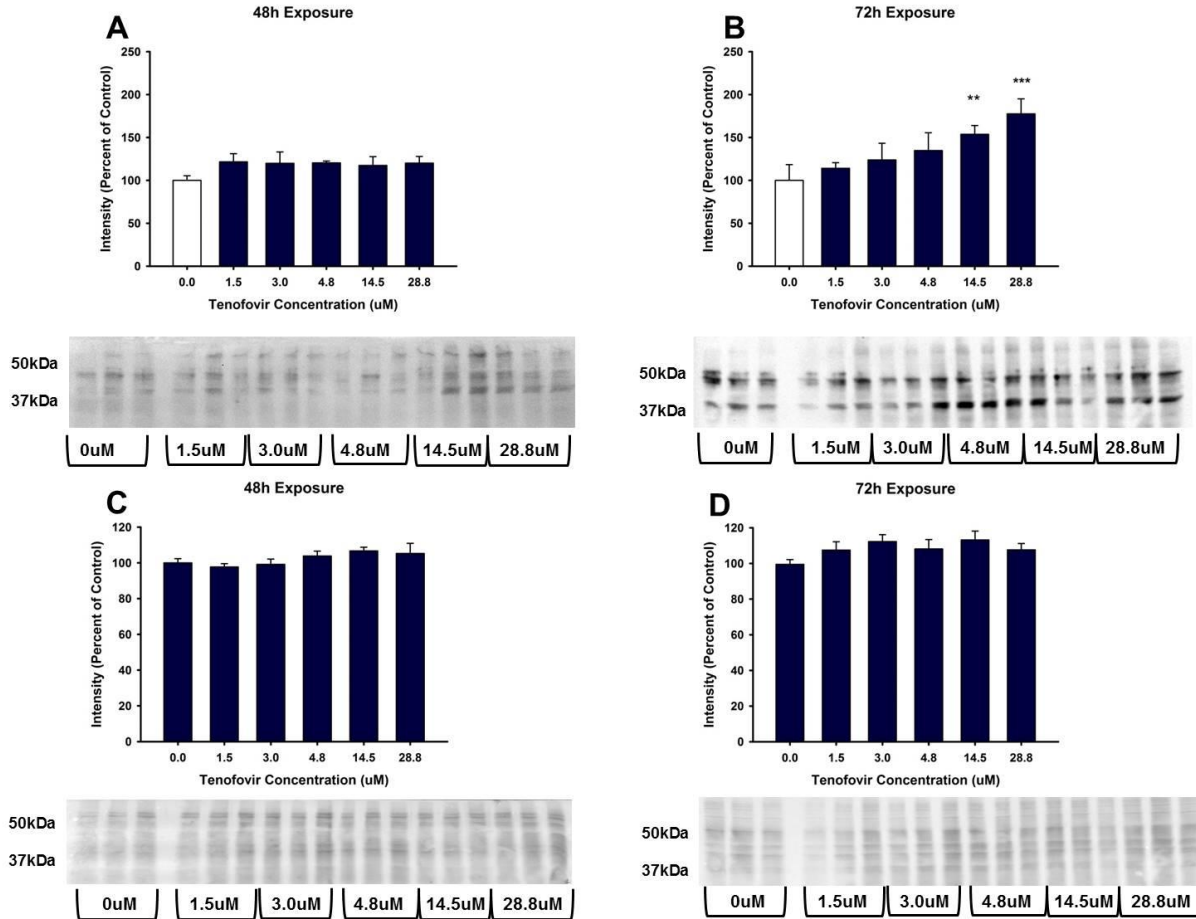 48h Exposure
A
250
200
150
100
50
0
Intensity (Percent of Control)
0.0 1.5 3.0 4.8 14.5 28.8
Tenofovir Concentration (uM)
50kDa
37kDa
0uM 1.5uM 3.0uM 4.8uM 14.5uM 28.8uM
72h Exposure
B
250
200
150
100
50
0
Intensity (Percent of Control)
** ***
0.0 1.5 3.0 4.8 14.5 28.8
Tenofovir Concentration (uM)
50kDa
37kDa
0uM 1.5uM 3.0uM 4.8uM 14.5uM 28.8uM
48h Exposure
C
120
100
80
60
40
20
0
Intensity (Percent of Control)
0.0 1.5 3.0 4.8 14.5 28.8
Tenofovir Concentration (uM)
50kDa
37kDa
0uM 1.5uM 3.0uM 4.8uM 14.5uM 28.8uM
72h Exposure
D
120
100
80
60
40
20
0
Intensity (Percent of Control)
0.0 1.5 3.0 4.8 14.5 28.8
Tenofovir Concentration (uM)
50kDa
37kDa
0uM 1.5uM 3.0uM 4.8uM 14.5uM 28.8uM